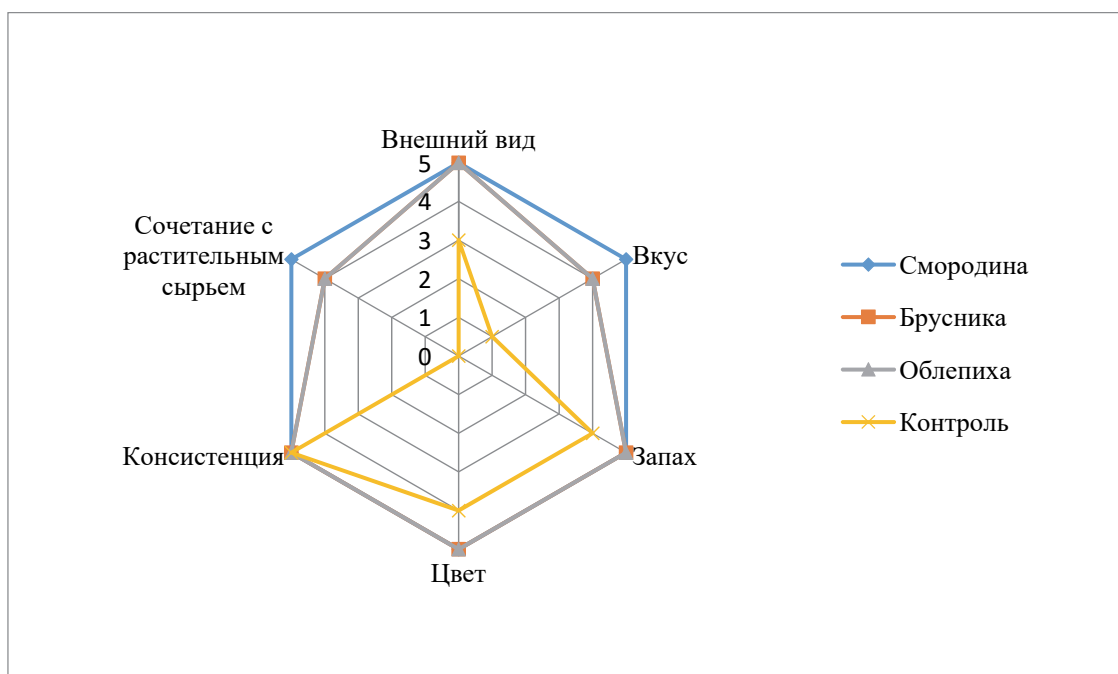 Внешний вид
5
4
3
2
1
0
Вкус
Запах
Цвет
Консистенция
Сочетание с
растительным
сырьем
Смородина
Брусника
Облепиха
Контроль